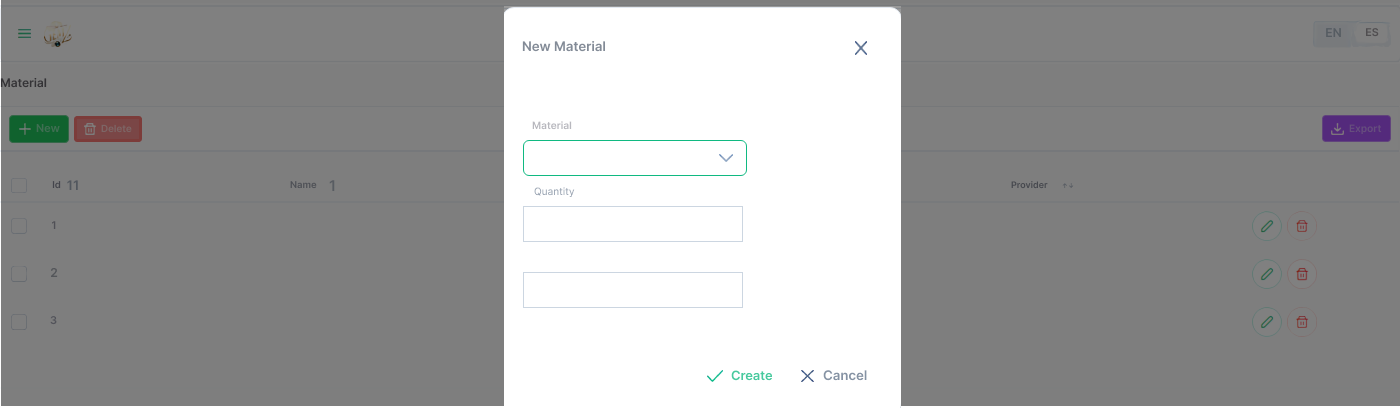 New Material
EN ES
Material
New Delete Export
Material
Quantity
Id 11 Name 1 Provider
1
2
3
Create Cancel